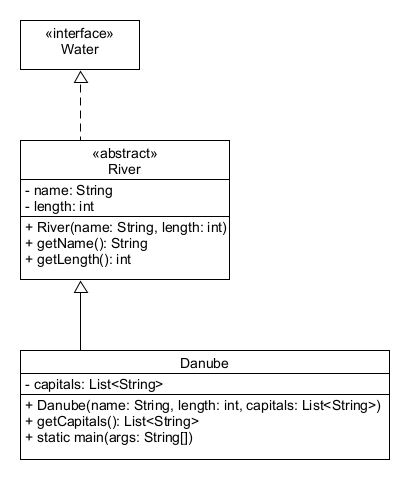 «interface»
Water
«abstract»
River
- name: String
- length: int
+ River(name: String, length: int)
+ getName(): String
+ getLength(): int
Danube
- capitals: List<String>
+ Danube(name: String, length: int, capitals: List<String>)
+ getCapitals(): List<String>
+ static main(args: String[])